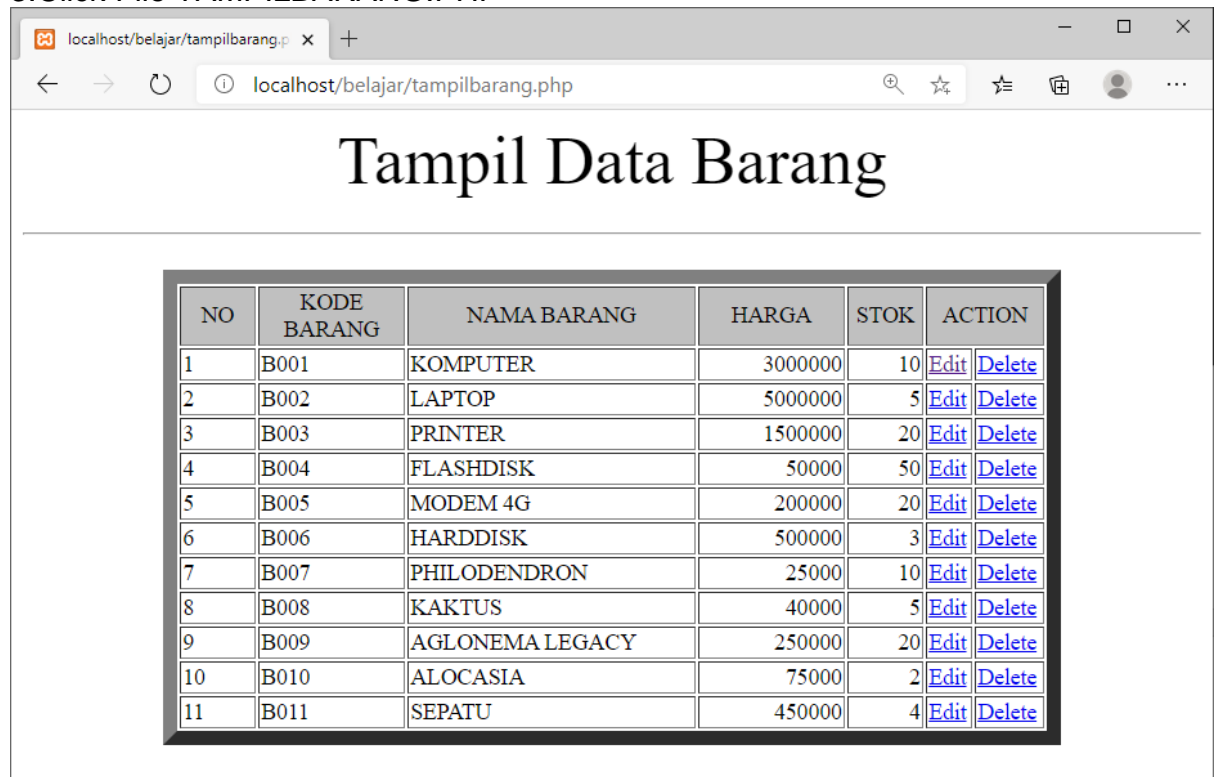 localhost/belajar/tampilbarang.p
localhost/belajar/tampilbarang.php
Tampil Data Barang
NO KODE BARANG NAMA BARANG HARGA STOK ACTION
1 B001 KOMPUTER 3000000 10 Edit Delete
2 B002 LAPTOP 5000000 5 Edit Delete
3 B003 PRINTER 1500000 20 Edit Delete
4 B004 FLASHDISK 50000 50 Edit Delete
5 B005 MODEM 4G 200000 20 Edit Delete
6 B006 HARDDISK 500000 3 Edit Delete
7 B007 PHILODENDRON 25000 10 Edit Delete
8 B008 KAKTUS 40000 5 Edit Delete
9 B009 AGLONEMA LEGACY 250000 20 Edit Delete
10 B010 ALOCASIA 75000 2 Edit Delete
11 B011 SEPATU 450000 4 Edit Delete